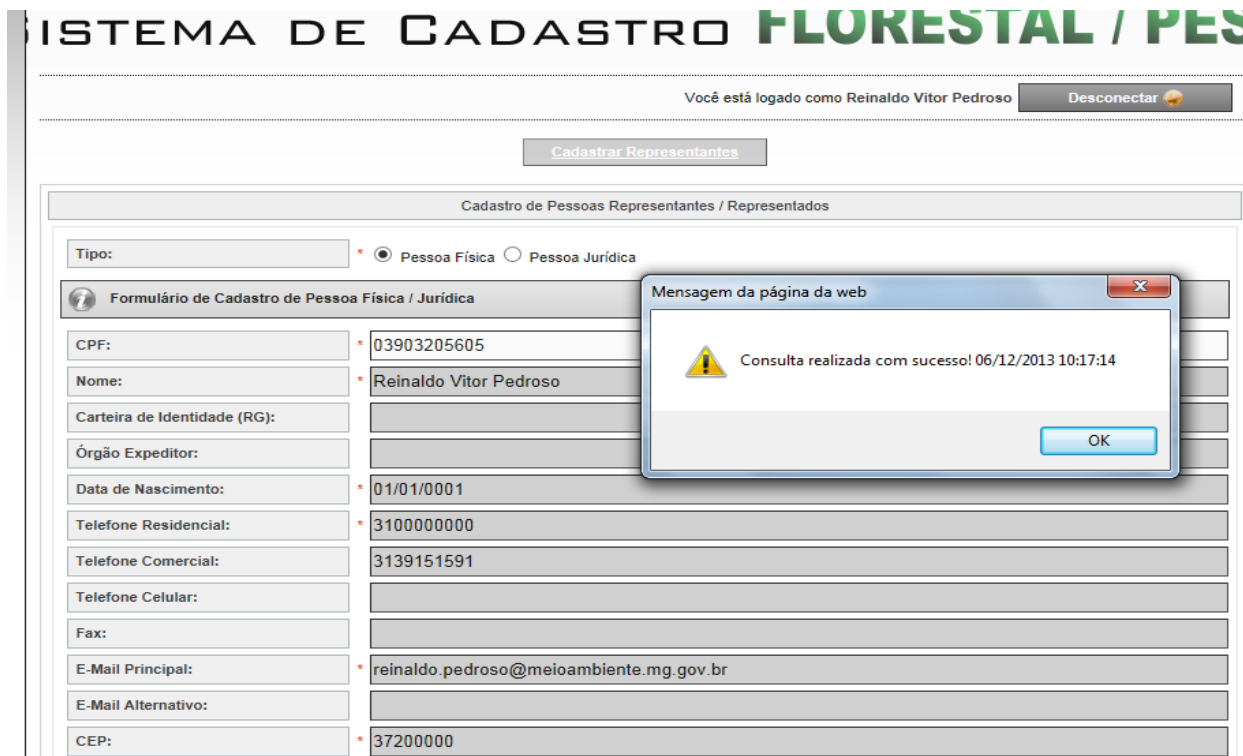 ISTEMA DE CADASTRO FLORESTAL / PES
Você está logado como Reinaldo Vitor Pedroso Desconectar
Cadastrar Representantes
Cadastro de Pessoas Representantes / Representados
Tipo: * Pessoa Física Pessoa Jurídica
Formulário de Cadastro de Pessoa Física / Jurídica
Mensagem da página da web
Consulta realizada com sucesso! 06/12/2013 10:17:14
OK
CPF: * 03903205605
Nome: * Reinaldo Vitor Pedroso
Carteira de Identidade (RG):
Órgão Expeditor:
Data de Nascimento: * 01/01/0001
Telefone Residencial: * 3100000000
Telefone Comercial: 3139151591
Telefone Celular:
Fax:
E-Mail Principal: * reinaldo.pedroso@meioambiente.mg.gov.br
E-Mail Alternativo:
CEP: * 37200000